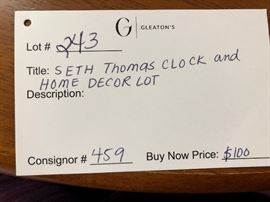 G GLEATON'S
Lot # 243
Title: SETH Thomas CLOCK and
HOME DECOR LOT
Description:
Consignor # 459 Buy Now Price: $100